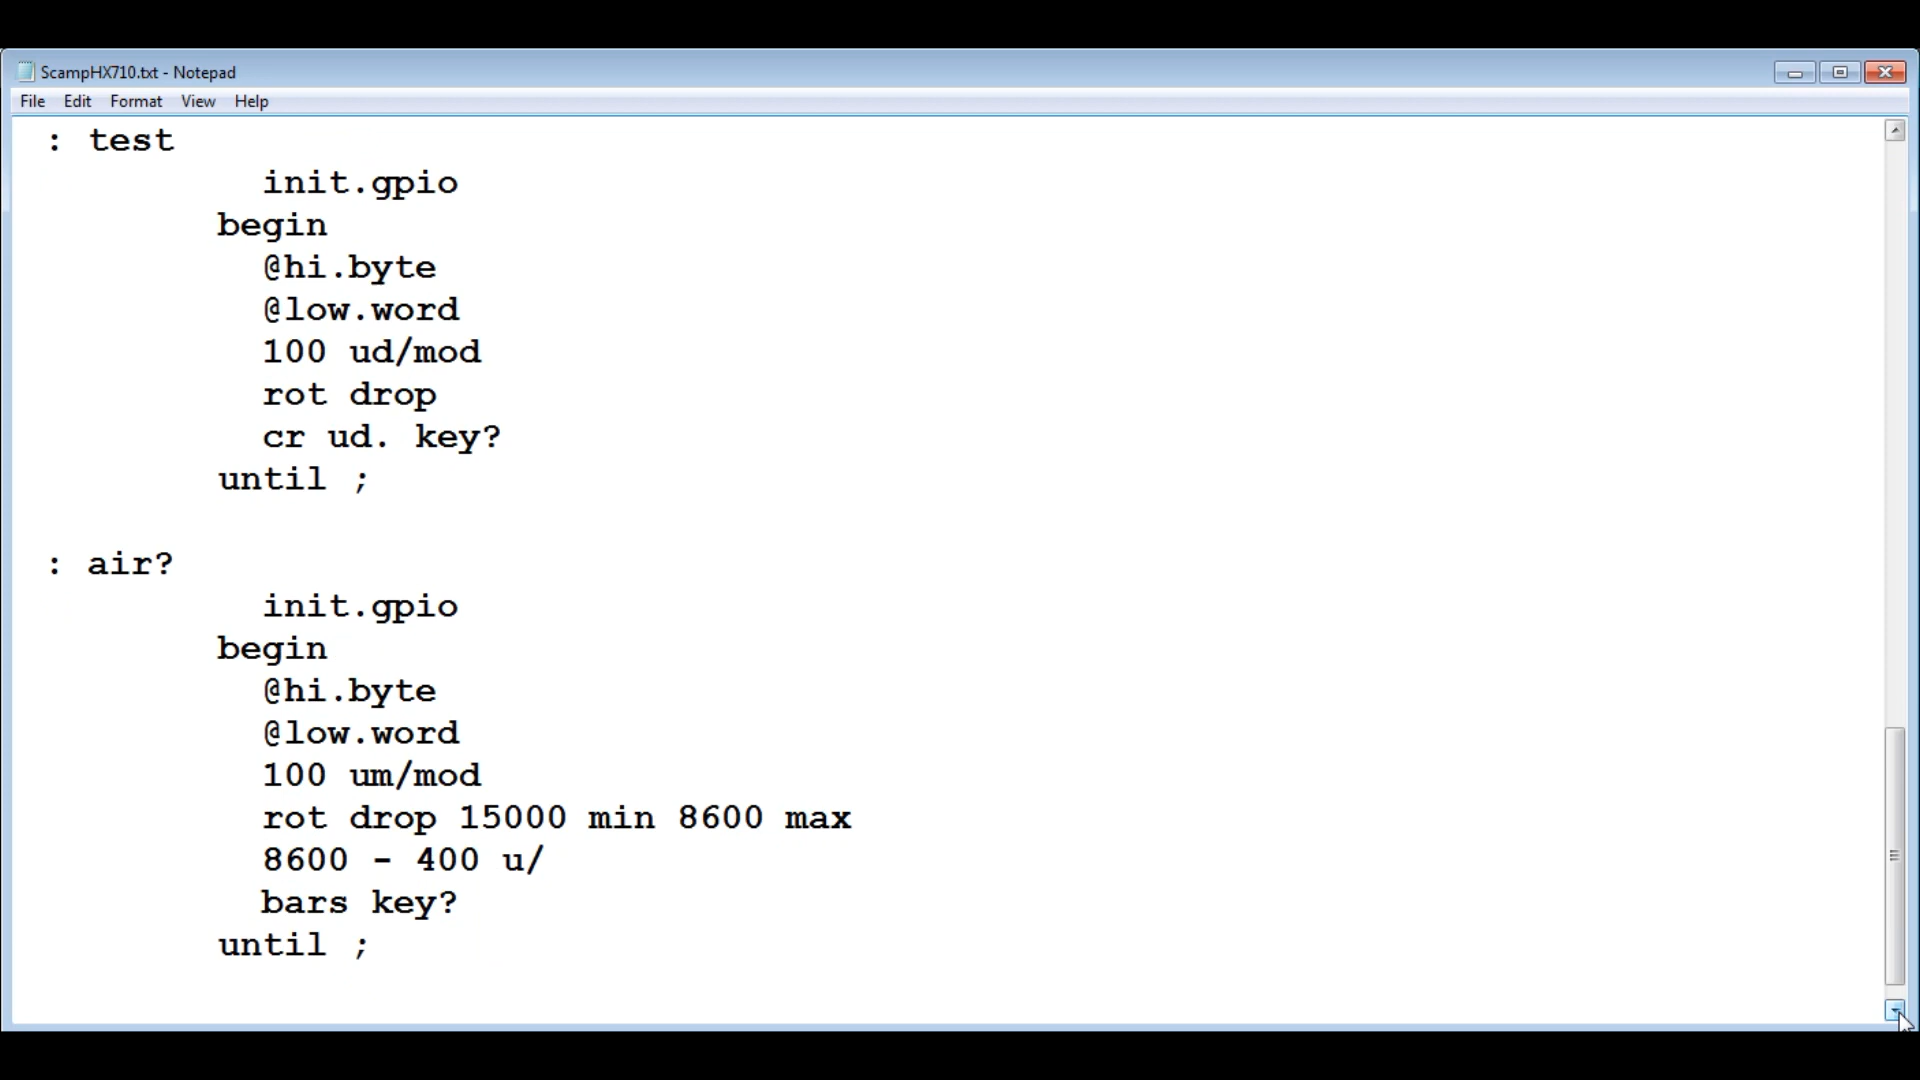 ScampHX710.txt - Notepad
File Edit Format View Help
: test
init.gpio
begin
@hi.byte
@low.word
100 ud/mod
rot drop
cr ud. key?
until ;
: air?
init.gpio
begin
@hi.byte
@low.word
100 um/mod
rot drop 15000 min 8600 max
8600 - 400 u/
bars key?
until ;